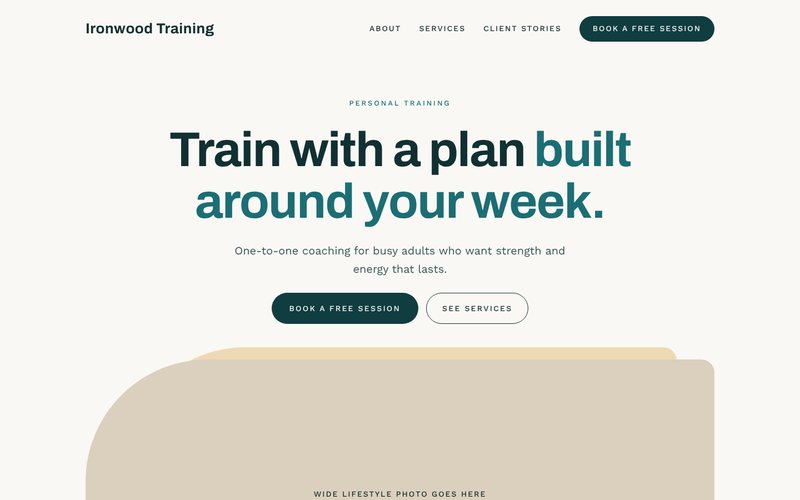 Ironwood Training
ABOUT
SERVICES
CLIENT STORIES
BOOK A FREE SESSION
PERSONAL TRAINING
Train with a plan built
around your week.
One-to-one coaching for busy adults who want strength and
energy that lasts.
BOOK A FREE SESSION
SEE SERVICES
WIDE LIFESTYLE PHOTO GOES HERE